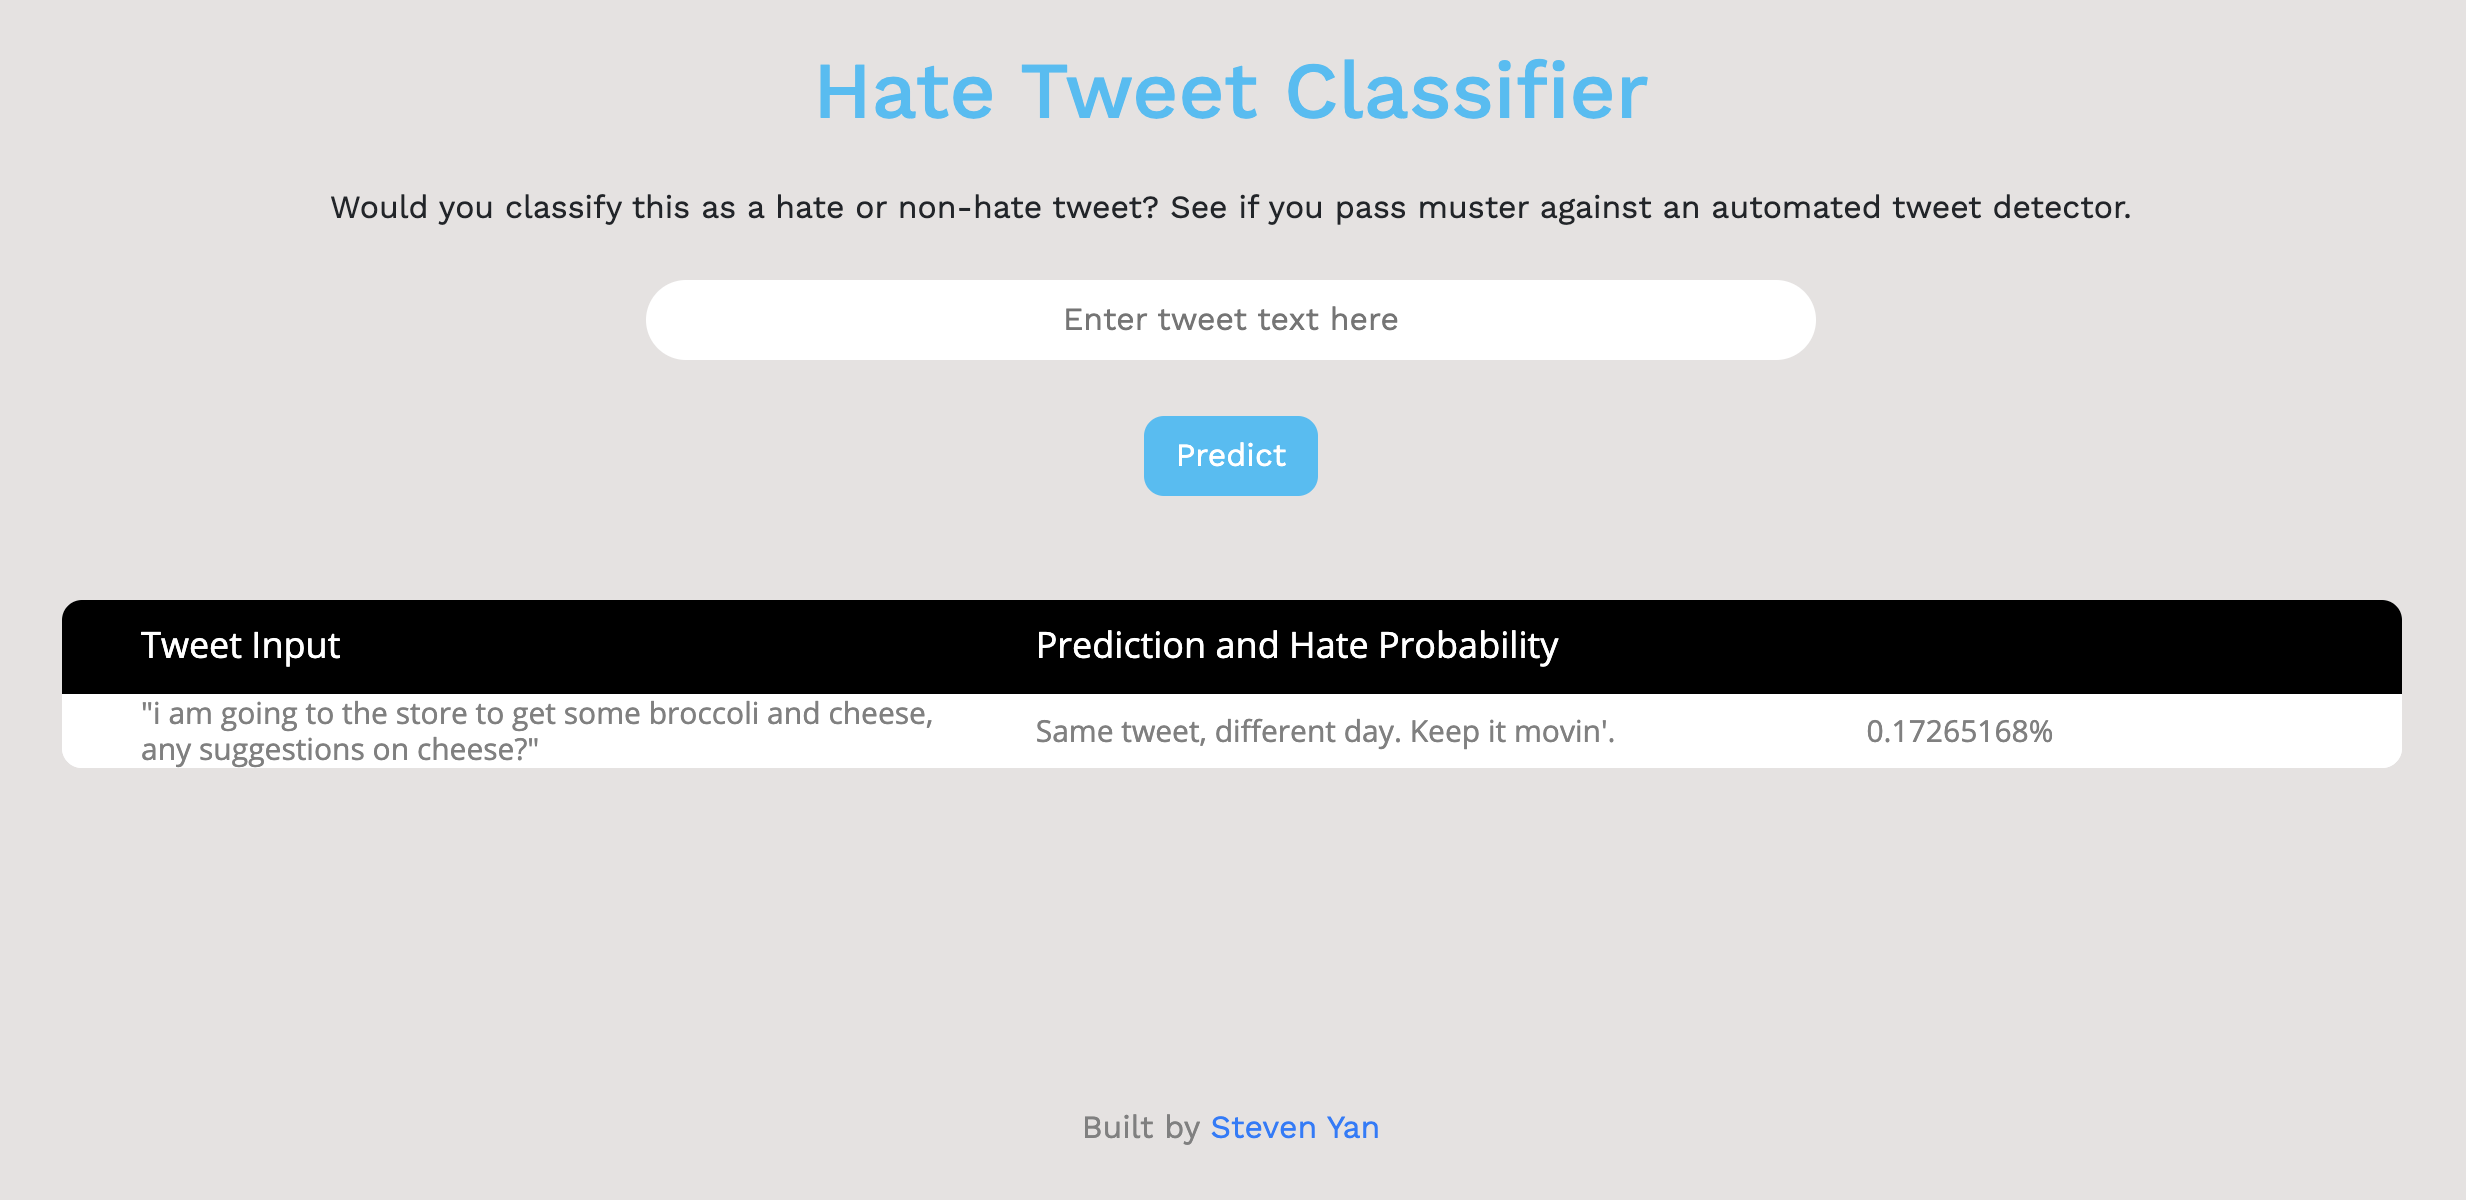 Hate Tweet Classifier
Would you classify this as a hate or non-hate tweet? See if you pass muster against an automated tweet detector.
Enter tweet text here
Predict
Tweet Input
Prediction and Hate Probability
"i am going to the store to get some broccoli and cheese,
any suggestions on cheese?"
Same tweet, different day. Keep it movin'.
0.17265168%
Built by Steven Yan